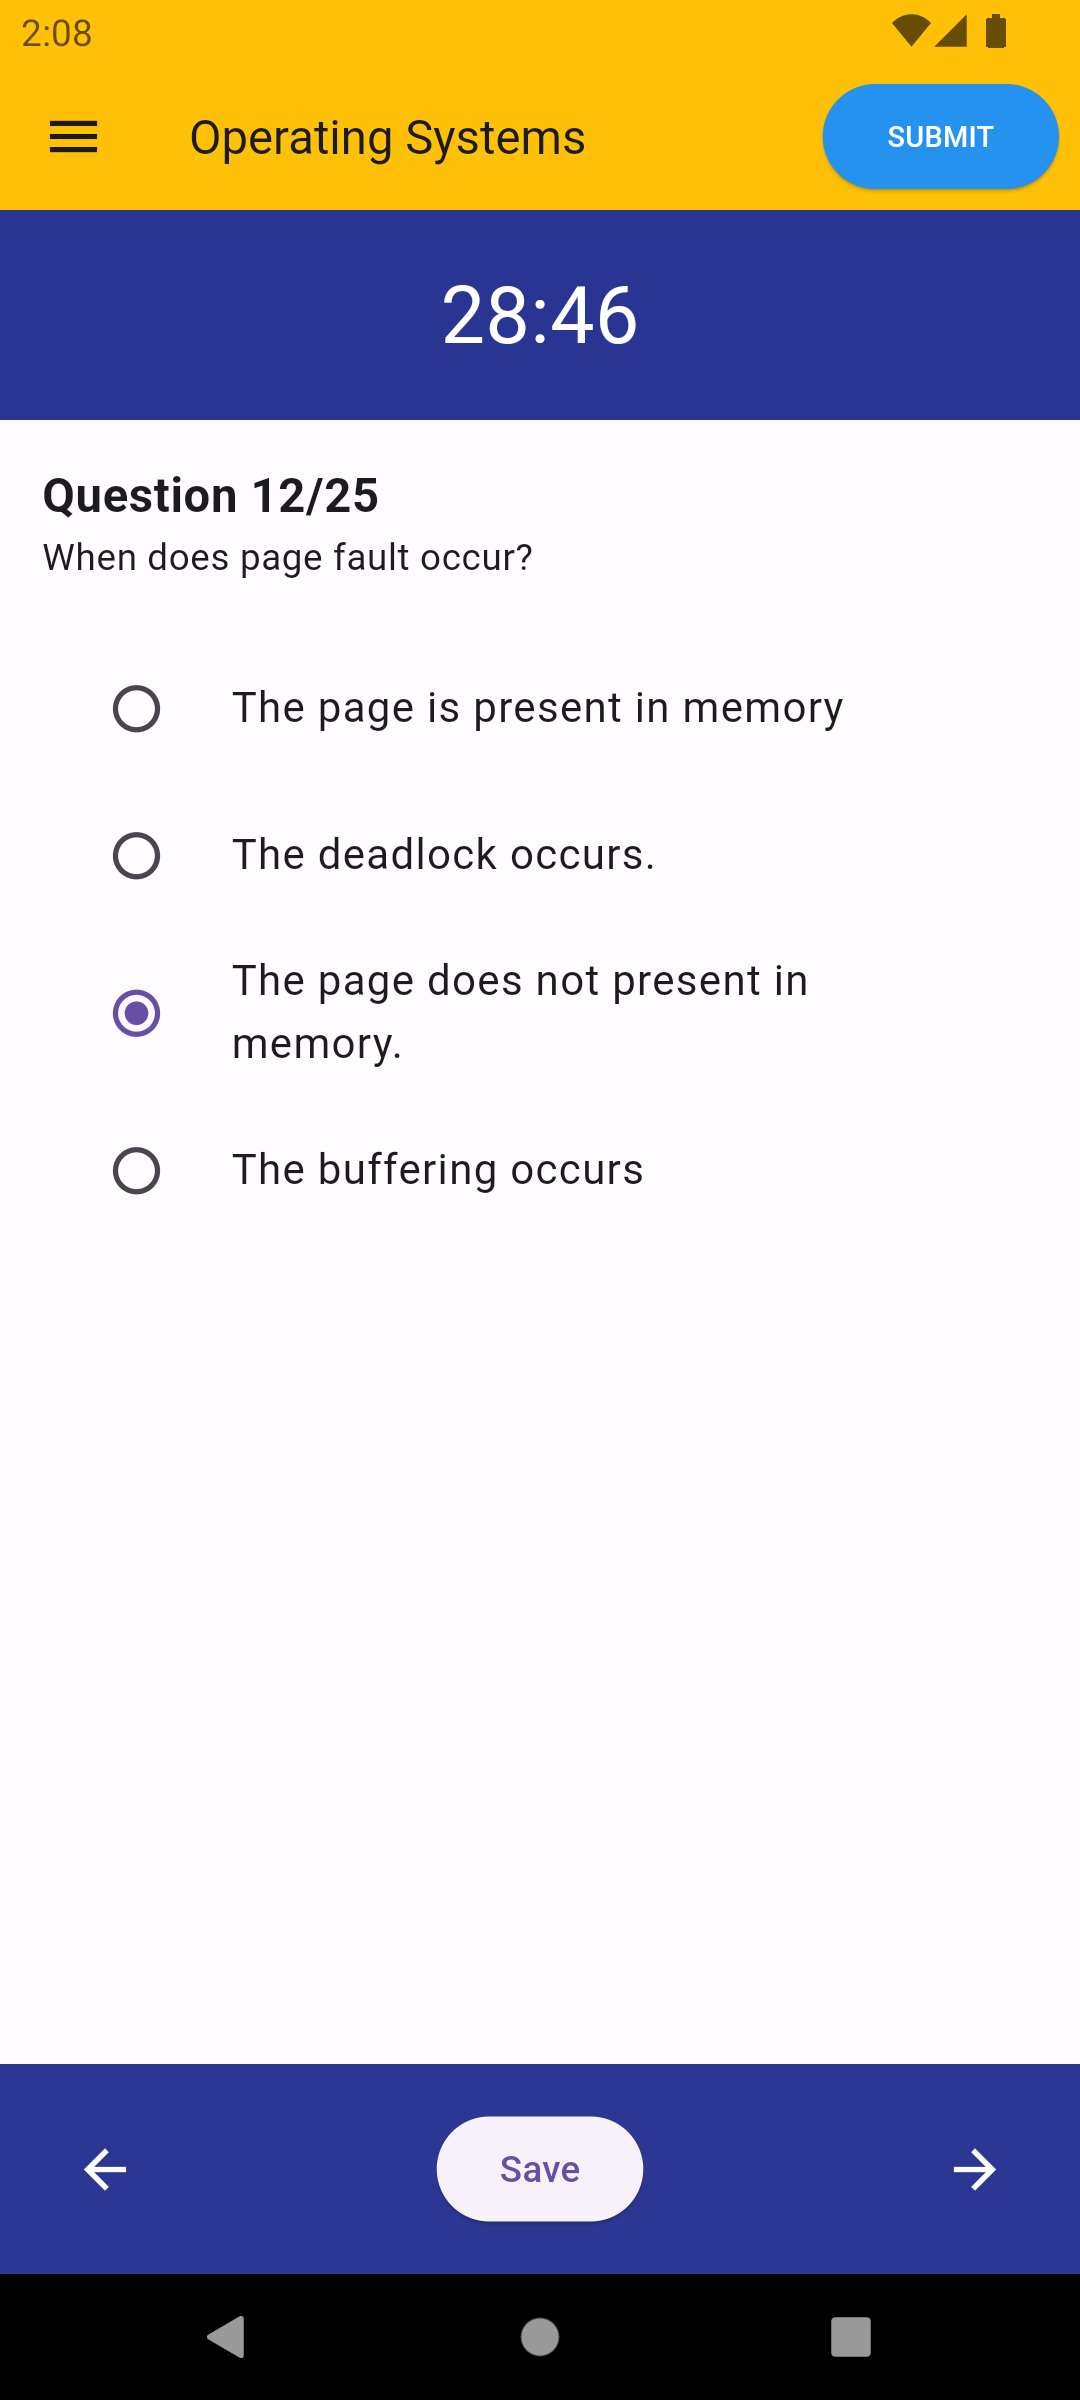 2:08
Operating Systems
SUBMIT
28:46
Question 12/25
When does page fault occur?
The page is present in memory
The deadlock occurs.
The page does not present in
memory.
The buffering occurs
Save